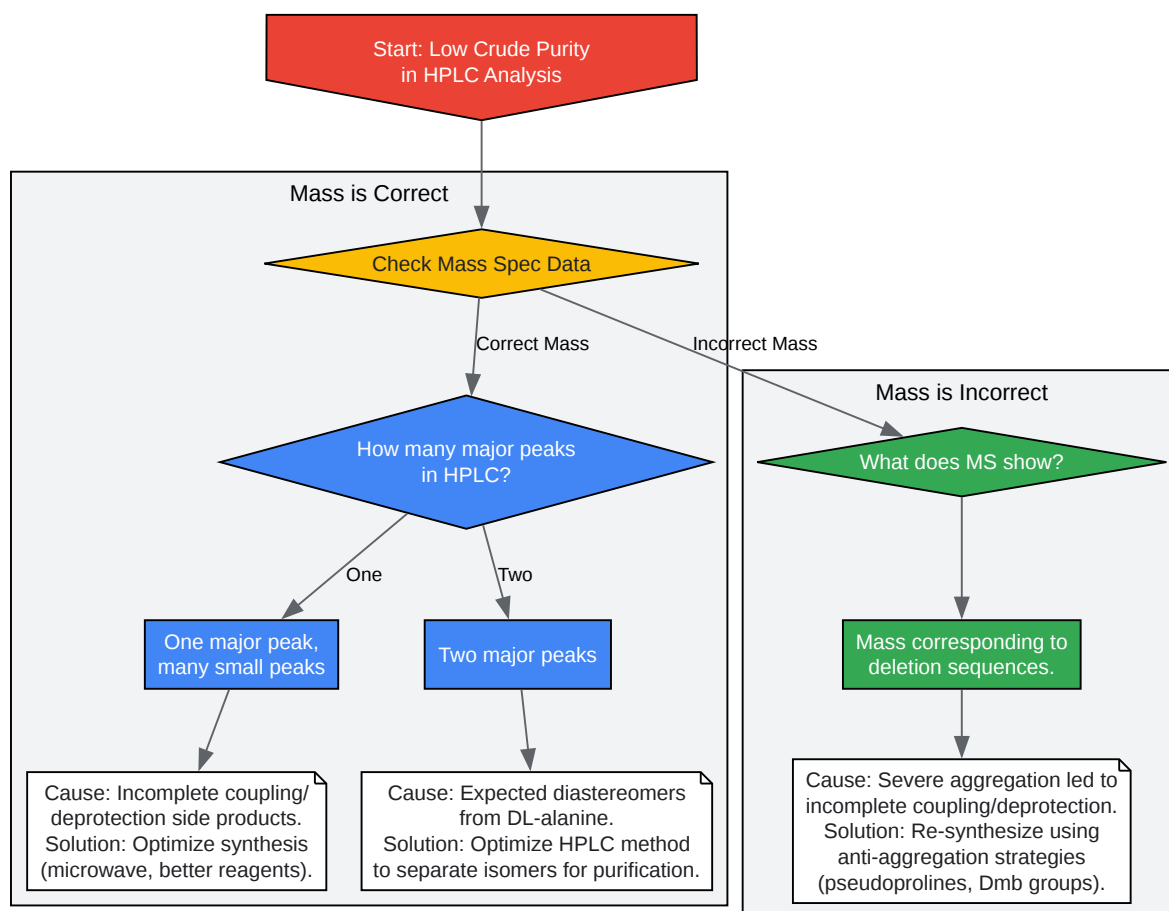 Start: Low Crude Purity
in HPLC Analysis
Mass is Correct
Check Mass Spec Data
Correct Mass
Incorrect Mass
How many major peaks
in HPLC?
One
Two
One major peak,
many small peaks
Two major peaks
Cause: Incomplete coupling/
deprotection side products.
Solution: Optimize synthesis
(microwave, better reagents).
Cause: Expected diastereomers
from DL-alanine.
Solution: Optimize HPLC method
to separate isomers for purification.
Mass is Incorrect
What does MS show?
Mass corresponding to
deletion sequences.
Cause: Severe aggregation led to
incomplete coupling/deprotection.
Solution: Re-synthesize using
anti-aggregation strategies
(pseudoprolines, Dmb groups).